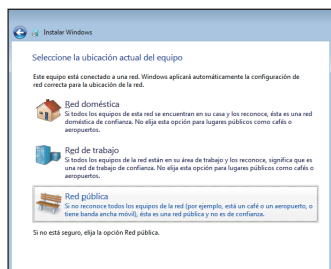 Instalar Windows
Seleccione la ubicación actual del equipo
Este equipo está conectado a una red. Windows aplicará automáticamente la configuración de
red correcta para la ubicación de la red.
Red doméstica
Si todos los equipos de esta red se encuentran en su casa y los reconoce, ésta es una red
doméstica de confianza. No elija esta opción para lugares públicos como cafés o
aeropuertos.
Red de trabajo
Si todos los equipos de la red están en su área de trabajo y los reconoce, significa que es
una red de trabajo de confianza. No elija esta opción para lugares públicos como cafés o
aeropuertos.
Red pública
Si no reconoce todos los equipos de la red (por ejemplo, está un café o un aeropuerto, o
tiene banda ancha móvil), ésta es una red pública y no es de confianza.
Si no está seguro, elija la opción Red pública.